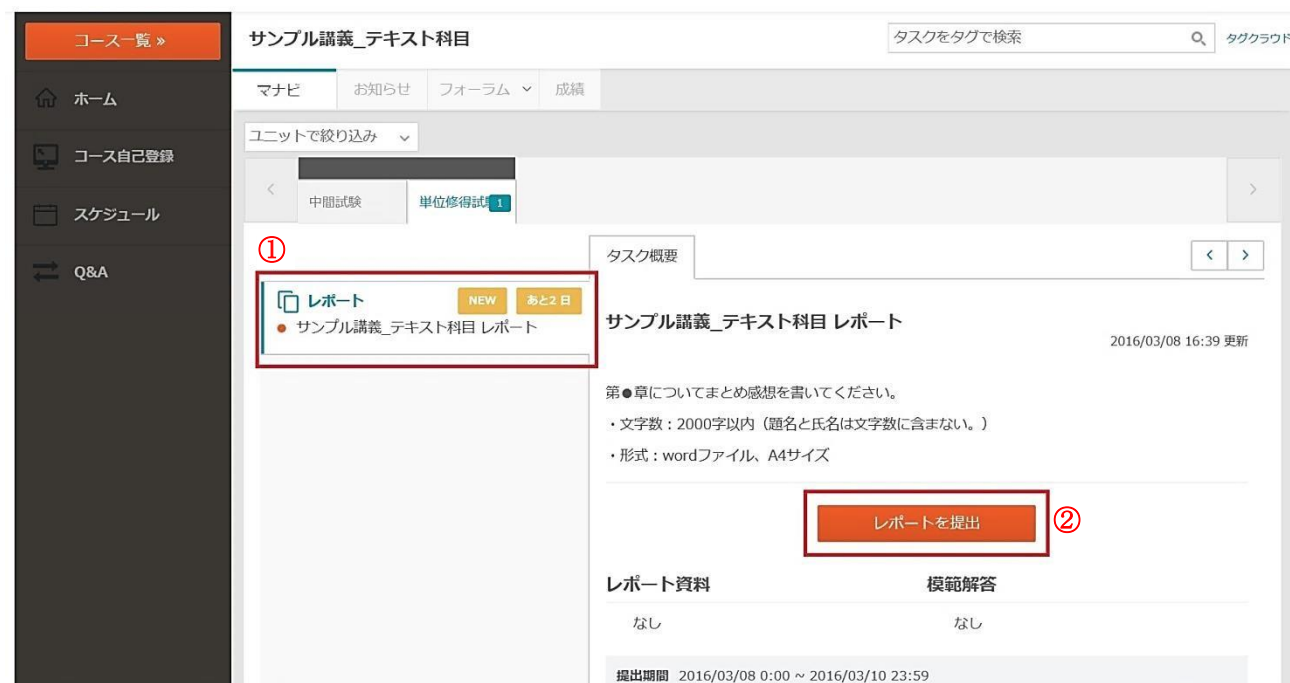 コース一覧 »
サンプル講義_テキスト科目
タスクをタグで検索
タグクラウド
ホーム
コース自己登録
スケジュール
Q&A
マナビ
お知らせ
フォーラム
成績
ユニットで絞り込み
中間試験
単位修得試
1
①
レポート
NEW
あと2 日
サンプル講義_テキスト科目 レポート
タスク概要
サンプル講義_テキスト科目 レポート
2016/03/08 16:39 更新
第●章についてまとめ感想を書いてください。
・文字数：2000字以内（題名と氏名は文字数に含まない。）
・形式：wordファイル、A4サイズ
レポートを提出
②
レポート資料
模範解答
なし
なし
提出期間 2016/03/08 0:00 ~ 2016/03/10 23:59